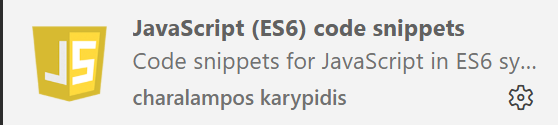 JavaScript (ES6) code snippets
Code snippets for JavaScript in ES6 sy...
charalampos karypidis
JS